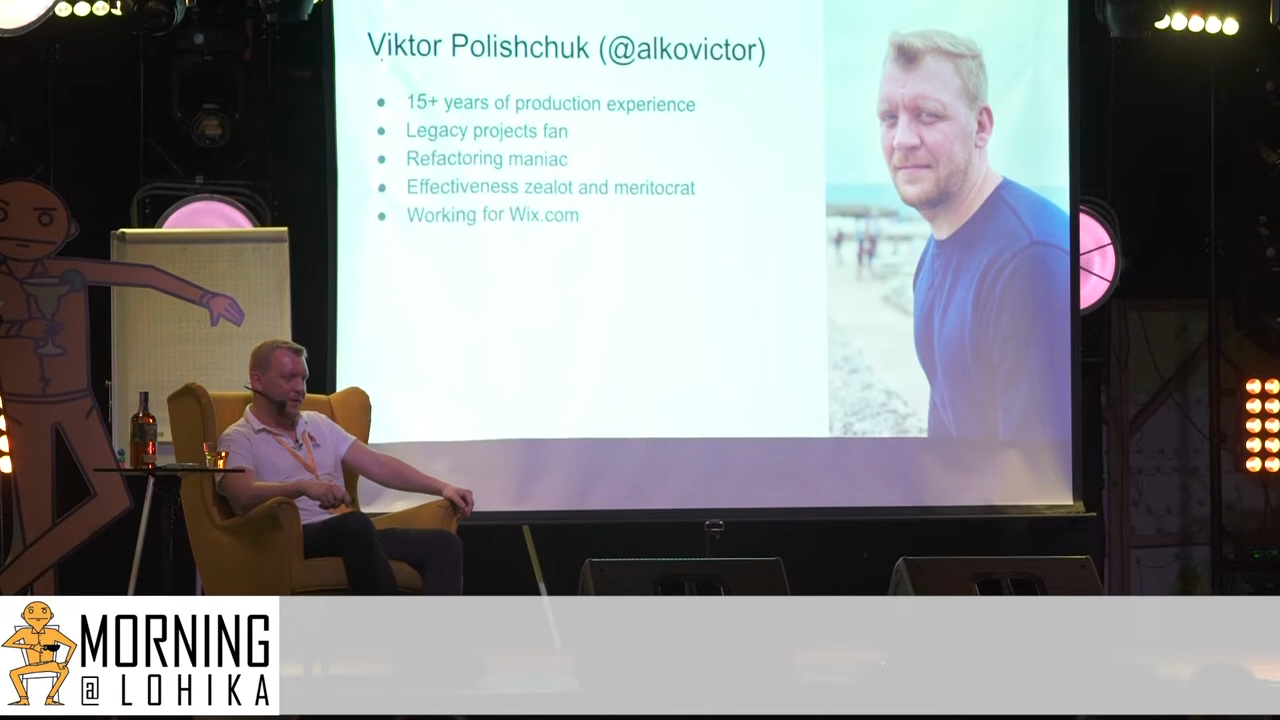 Viktor Polishchuk (@alkovictor)
15+ years of production experience
Legacy projects fan
Refactoring maniac
Effectiveness zealot and meritocrat
Working for Wix.com
MORNING
@ LOHIKA